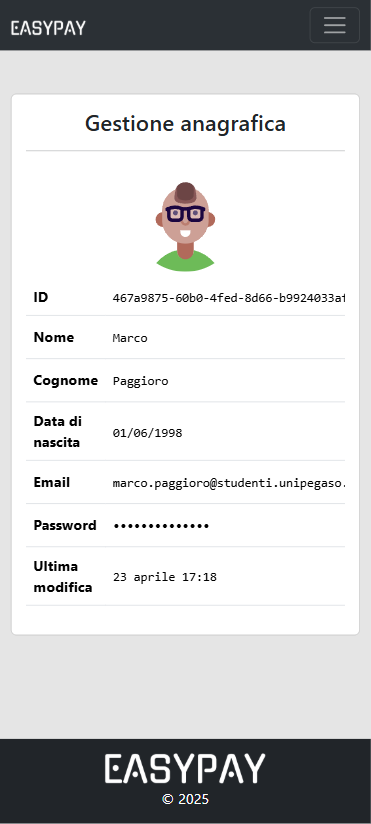 EASYPAY
Gestione anagrafica
ID 467a9875-60b0-4fed-8d66-b9924033af
Nome Marco
Cognome Paggioro
Data di
nascita 01/06/1998
Email marco.paggioro@studenti.unipegaso.
Password ••••••••••••••
Ultima
modifica 23 aprile 17:18
EASYPAY
© 2025